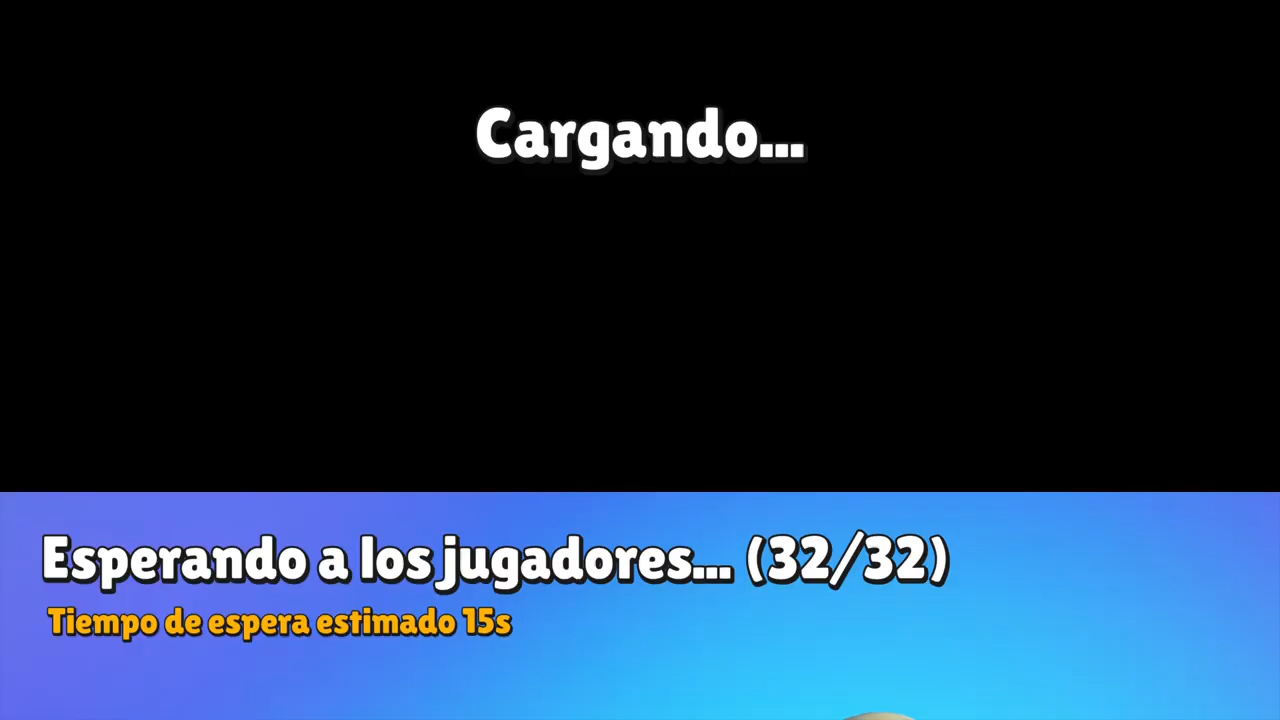 Cargando...
Esperando a los jugadores... (32/32)
Tiempo de espera estimado 15s